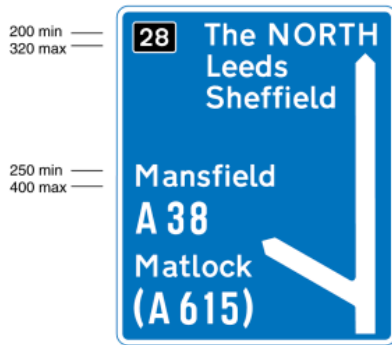 200 min
320 max
28 The NORTH
Leeds
Sheffield
250 min
400 max
Mansfield
A 38
Matlock
(A 615)